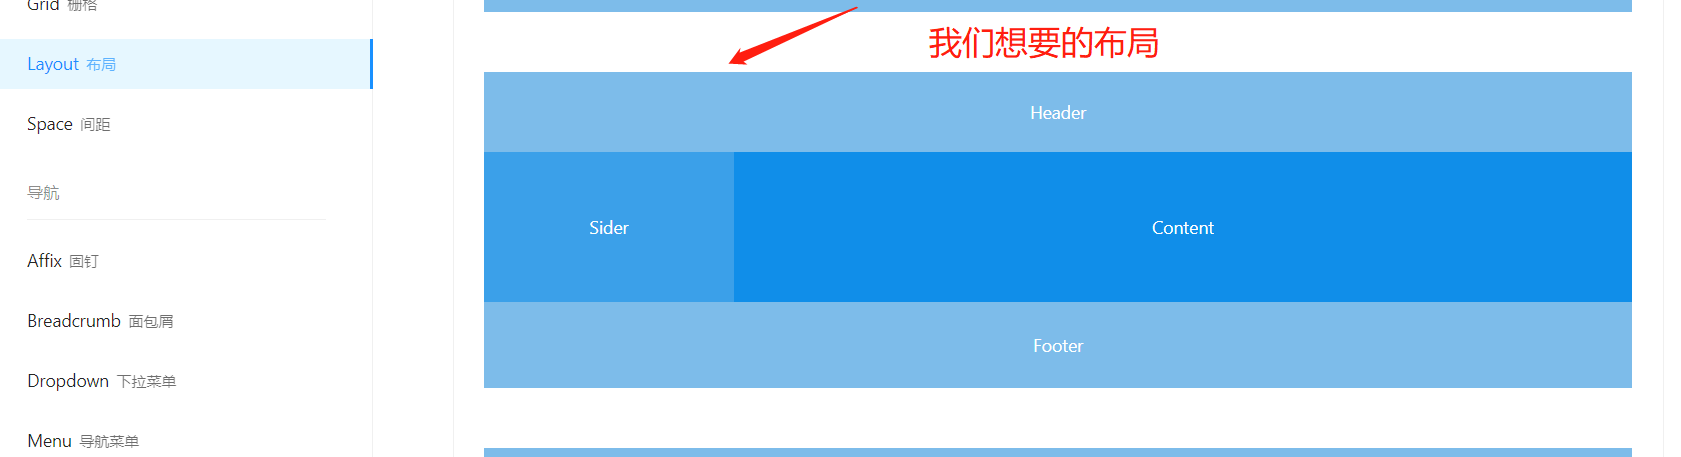 Grid 栅格
Layout 布局
Space 间距
导航
Affix 固钉
Breadcrumb 面包屑
Dropdown 下拉菜单
Menu 导航菜单
我们想要的布局
Header
Sider
Content
Footer